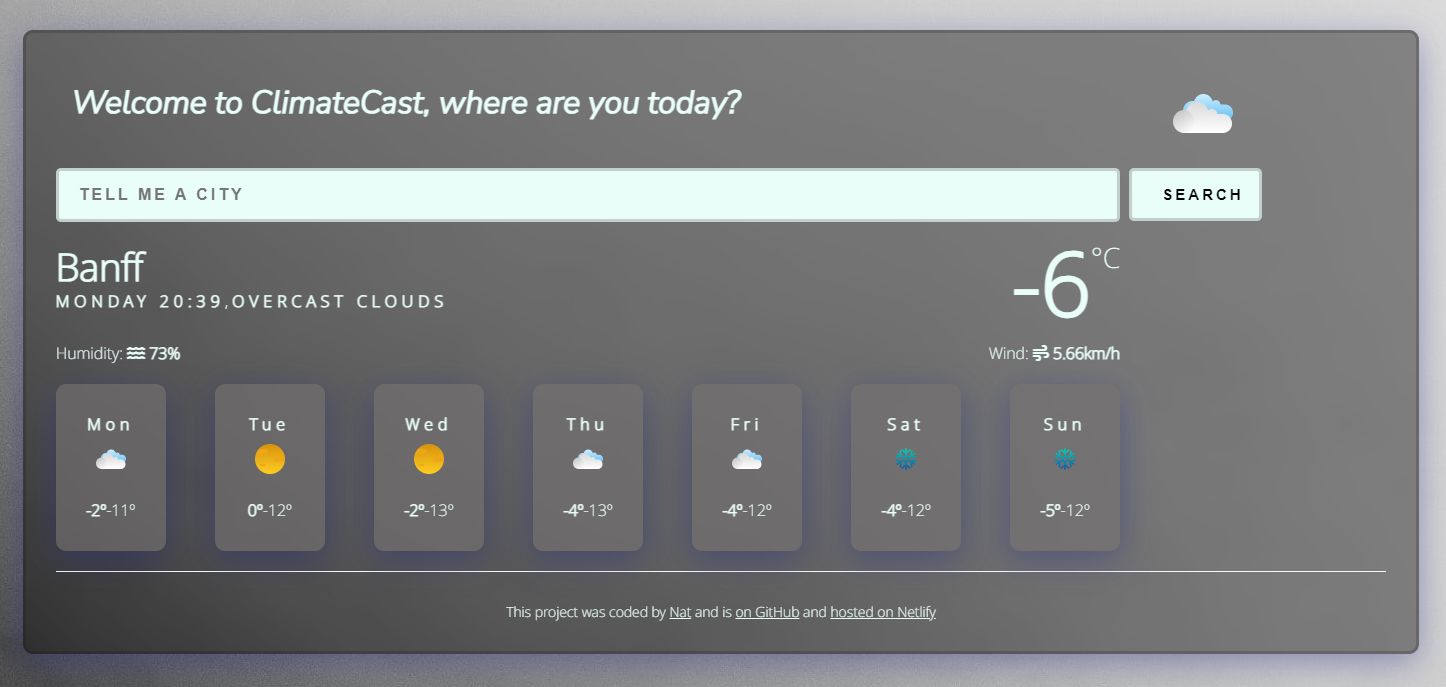 Welcome to ClimateCast, where are you today?
TELL ME A CITY
SEARCH
Banff
-6 °C
MONDAY 20:39,OVERCAST CLOUDS
Humidity: 73%
Wind: 5.66km/h
Mon Tue Wed Thu Fri Sat Sun
-2º-11º 0º-12º -2º-13º -4º-13º -4º-12º -4º-12º -5º-12º
This project was coded by Nat and is on GitHub and hosted on Netlify